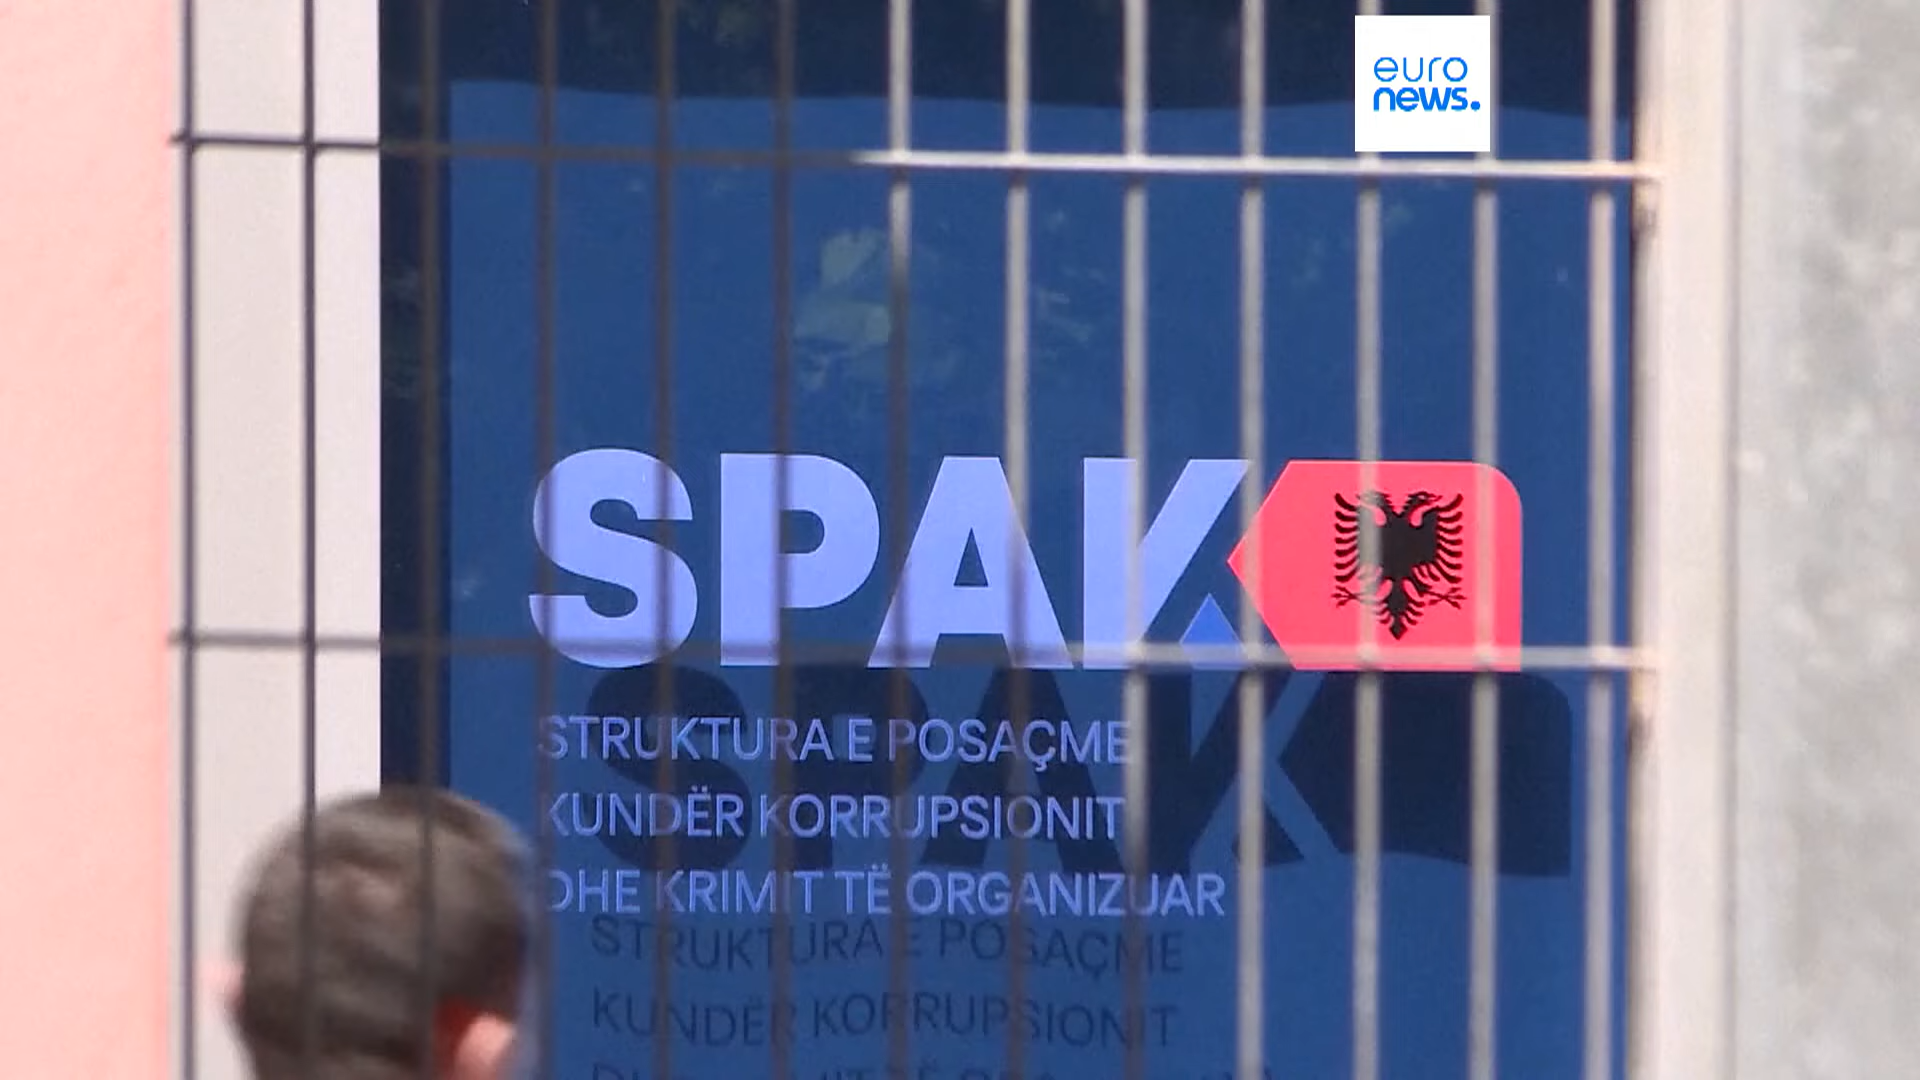 euro
news.
SPAK
STRUKTURA E POSAÇME
KUNDËR KORRUPSIONIT
DHE KRIMIT TË ORGANIZUAR
STRUKTURA E POSAÇME
KUNDËR KORRUPSIONIT